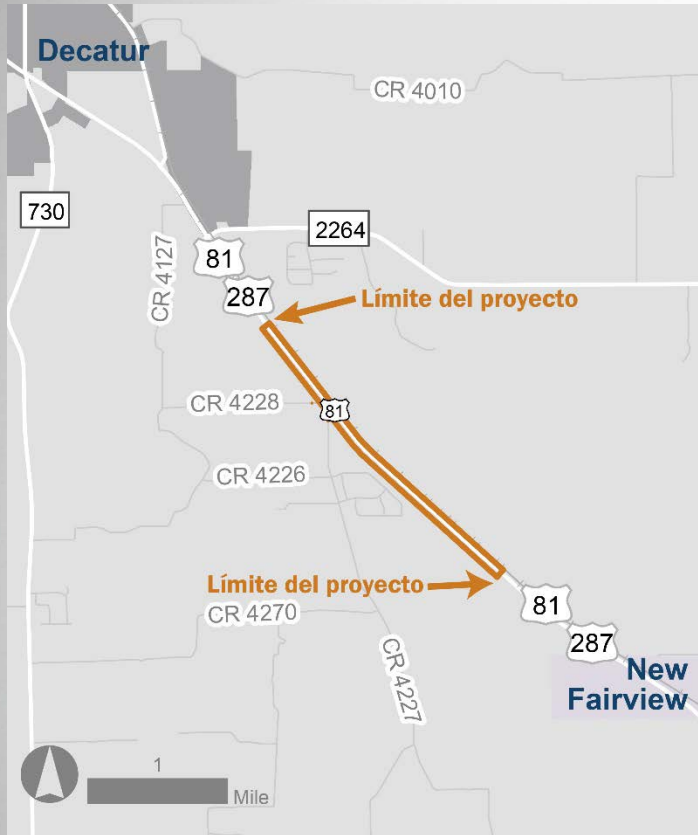 Decatur
CR 4010
730
2264
CR 4127
81
287
Límite del proyecto
CR 4228
81
CR 4226
Límite del proyecto
81
CR 4270
287
New
Fairview
CR 4227
1
Mile